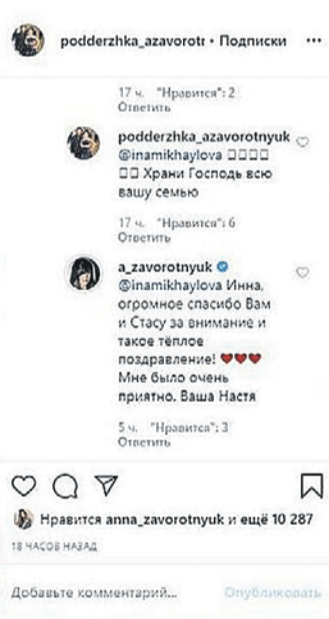 podderzhka_azavorotr • Подписки •••
17 ч. "Нравится": 2
Ответить
podderzhka_azavorotnyuk
@inamikhaylova □□□□
□□ Храни Господь всю
вашу семью
17 ч. "Нравится": 6
Ответить
a_zavorotnyuk
@inamikhaylova Инна,
огромное спасибо Вам
и Стасу за внимание и
такое тёплое
поздравление! ❤❤❤
Мне было очень
приятно. Ваша Настя
5 ч. "Нравится": 3
Ответить
Нравится anna_zavorotnyuk и ещё 10 287
18 ЧАСОВ НАЗАД
Добавьте комментарий... Опубликовать